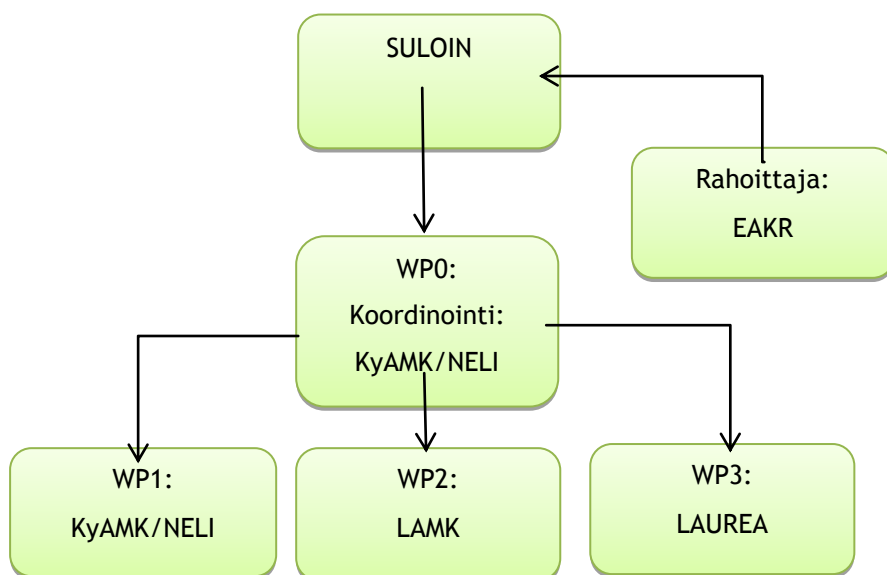 SULOIN
Rahoittaja:
EAKR
WP0:
Koordinointi:
KyAMK/NELI
WP1:
KyAMK/NELI
WP2:
LAMK
WP3:
LAUREA